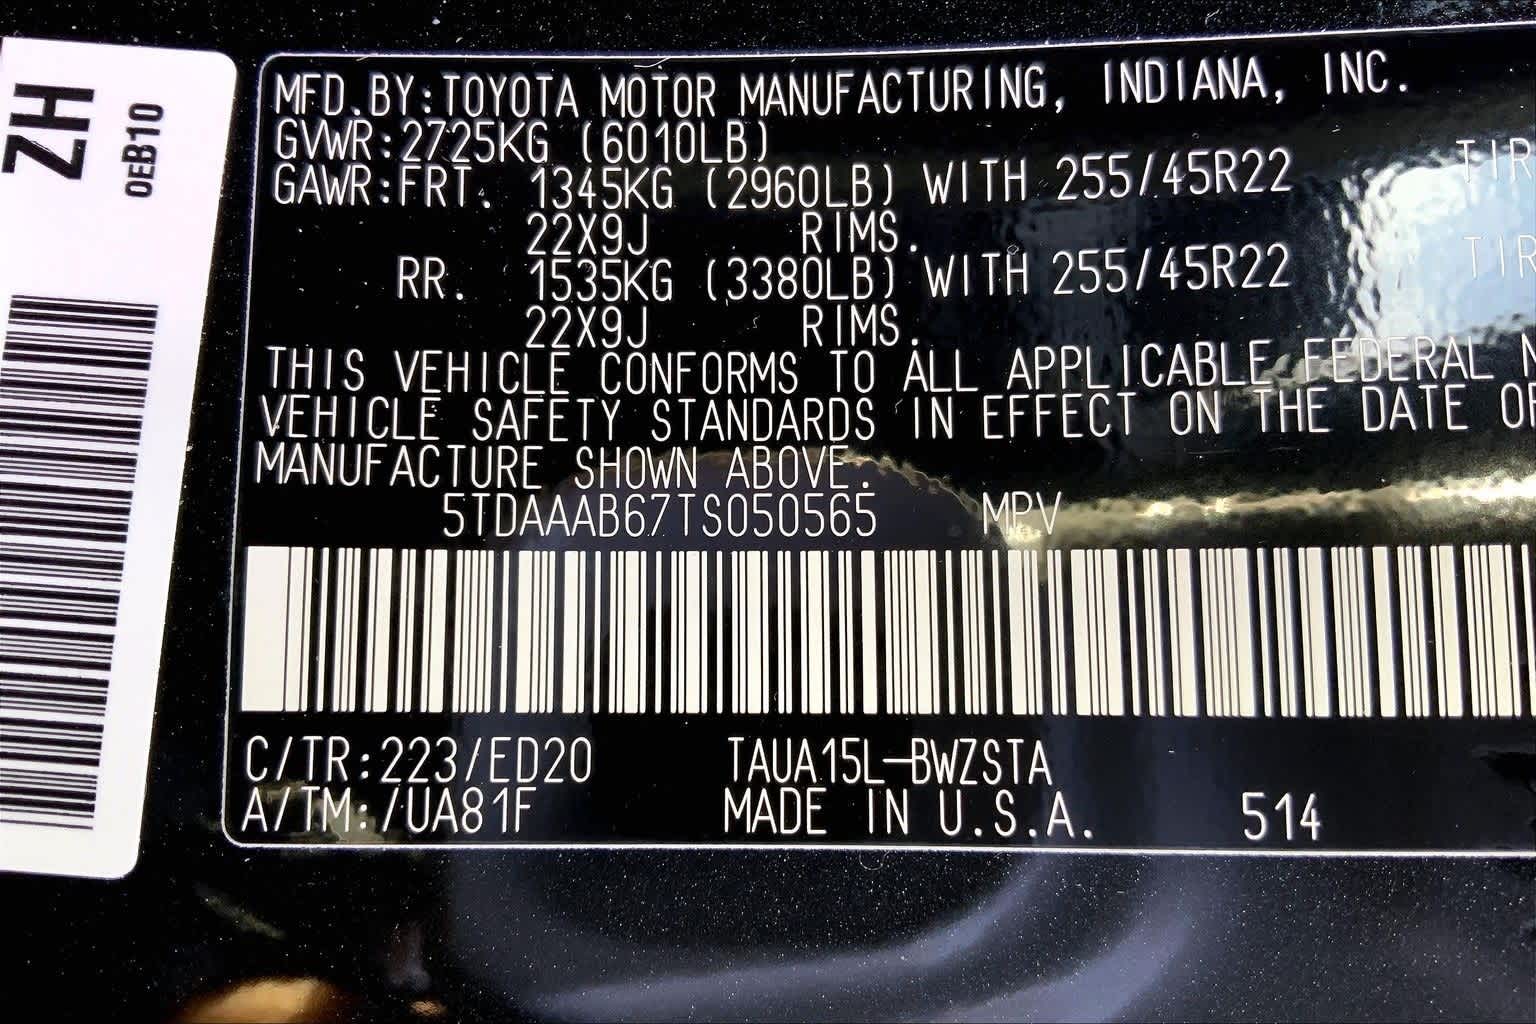 ZH
0EB10
MFD.BY:TOYOTA MOTOR MANUFACTURING, INDIANA, INC.
GVWR:2725KG (6010LB)
GAWR:FRT. 1345KG (2960LB) WITH 255/45R22 TIR
22X9J RIMS.
RR. 1535KG (3380LB) WITH 255/45R22 TIR
22X9J RIMS.
THIS VEHICLE CONFORMS TO ALL APPLICABLE FEDERAL M
VEHICLE SAFETY STANDARDS IN EFFECT ON THE DATE OF
MANUFACTURE SHOWN ABOVE.
5TDAAAB67TS050565 MPV
C/TR:223/ED20 TAUA15L-BWZSTA
A/TM:/UA81F MADE IN U.S.A. 514